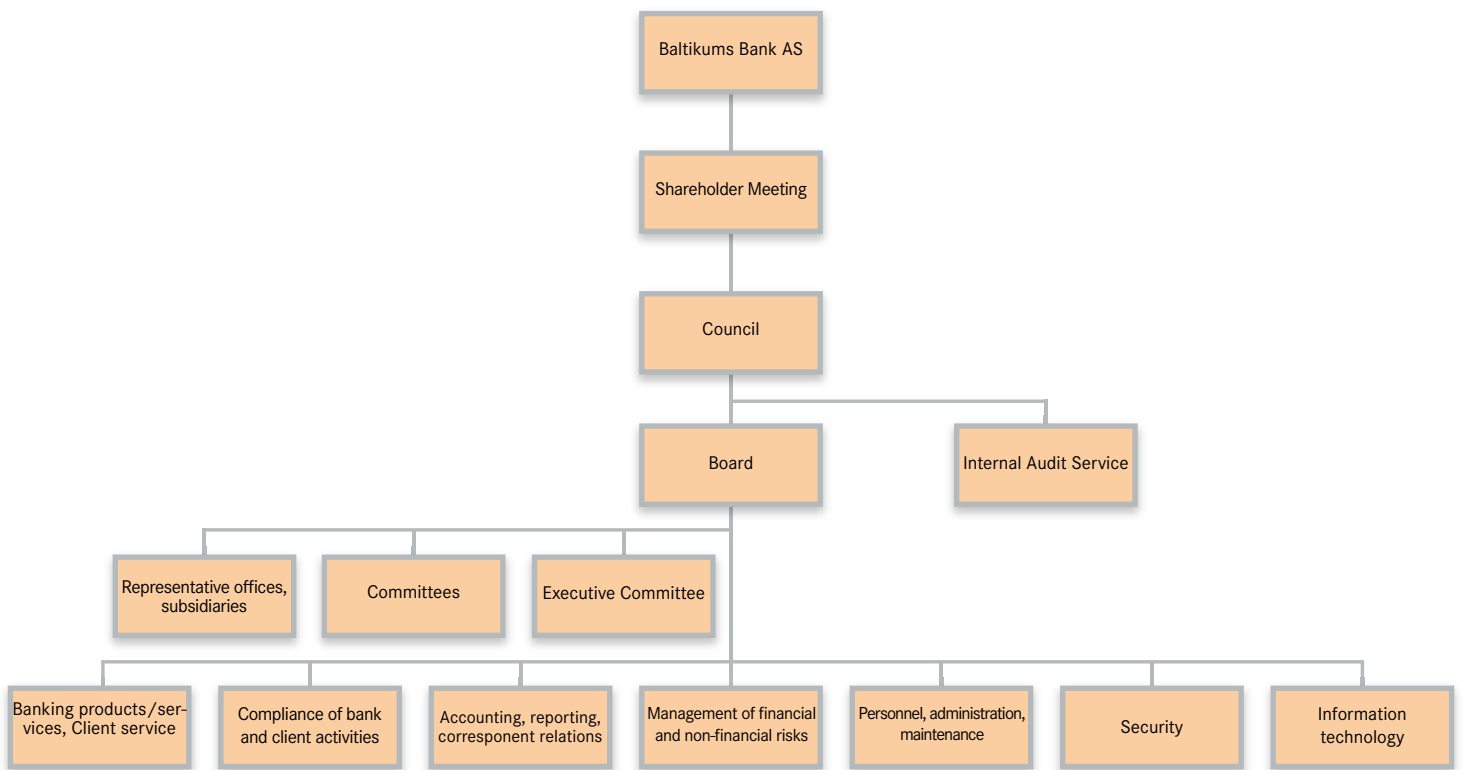 Baltikums Bank AS
Shareholder Meeting
Council
Board
Internal Audit Service
Representative offices,
subsidiaries
Committees
Executive Committee
Banking products/ser-
vices, Client service
Compliance of bank
and client activities
Accounting, reporting,
corresponent relations
Management of financial
and non-financial risks
Personnel, administration,
maintenance
Security
Information
technology